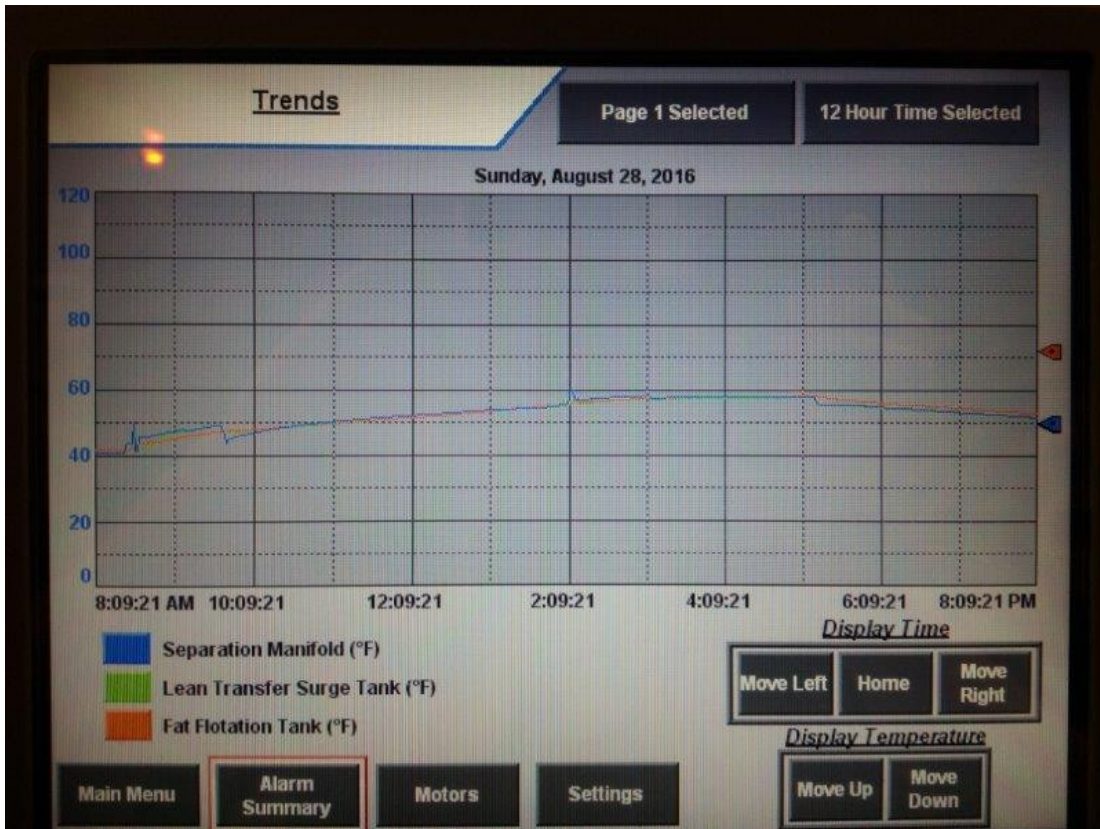 Trends
Page 1 Selected
12 Hour Time Selected
Sunday, August 28, 2016
120
100
80
60
40
20
0
8:09:21 AM 10:09:21 12:09:21 2:09:21 4:09:21 6:09:21 8:09:21 PM
Separation Manifold (°F)
Lean Transfer Surge Tank (°F)
Fat Flotation Tank (°F)
Display Time
Move Left
Home
Move
Right
Display Temperature
Move Up
Move
Down
Main Menu
Alarm
Summary
Motors
Settings